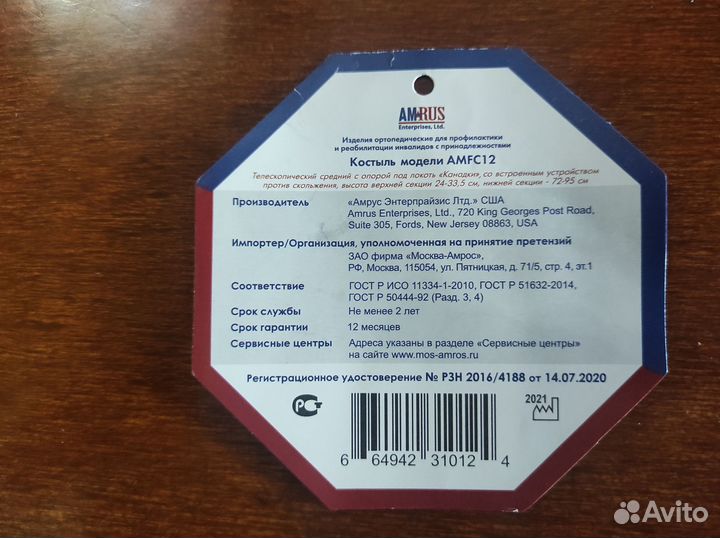 AMRUS
Enterprises, Ltd.
Изделия ортопедические для профилактики
и реабилитации инвалидов с принадлежностями
Костыль модели AMFC12
Телескопический средний с опорой под локоть «Канадки», со встроенным устройством
против скольжения, высота верхней секции 24-33,5 см, нижней секции - 72-95 см
Производитель «Амрус Энтерпрайзис Лтд.» США
Amrus Enterprises, Ltd., 720 King Georges Post Road,
Suite 305, Fords, New Jersey 08863, USA
Импортер/Организация, уполномоченная на принятие претензий
ЗАО фирма «Москва-Амрос»,
РФ, Москва, 115054, ул. Пятницкая, д. 71/5, стр. 4, эт.1
Соответствие ГОСТ Р ИСО 11334-1-2010, ГОСТ Р 51632-2014,
ГОСТ Р 50444-92 (Разд. 3, 4)
Срок службы Не менее 2 лет
Срок гарантии 12 месяцев
Сервисные центры Адреса указаны в разделе «Сервисные центры»
на сайте www.mos-amros.ru
Регистрационное удостоверение № РЗН 2016/4188 от 14.07.2020
2021
6 64942 31012 4
Avito